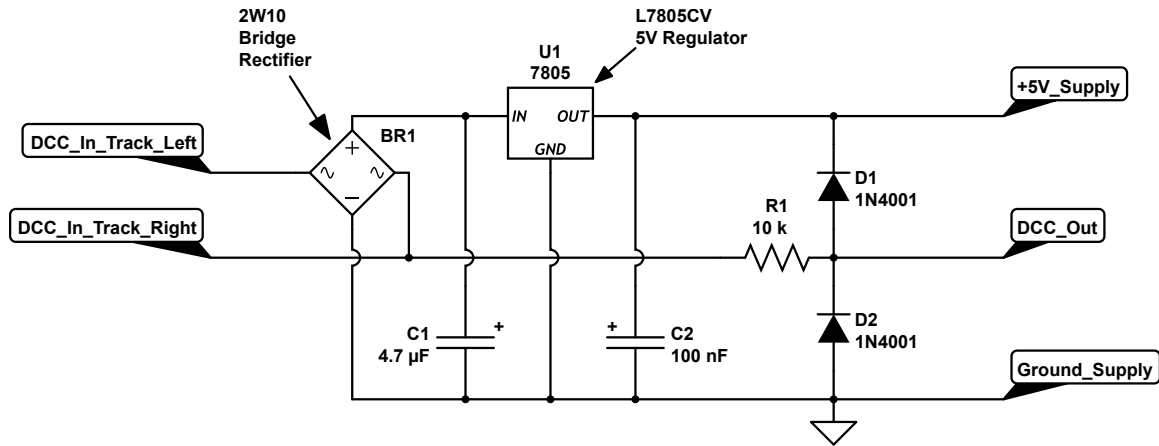 2W10
Bridge
Rectifier
L7805CV
5V Regulator
U1
7805
+5V_Supply
IN
OUT
GND
DCC_In_Track_Left
BR1
+
−
D1
1N4001
DCC_In_Track_Right
R1
10 k
DCC_Out
C1
4.7 µF
+
+
C2
100 nF
D2
1N4001
Ground_Supply